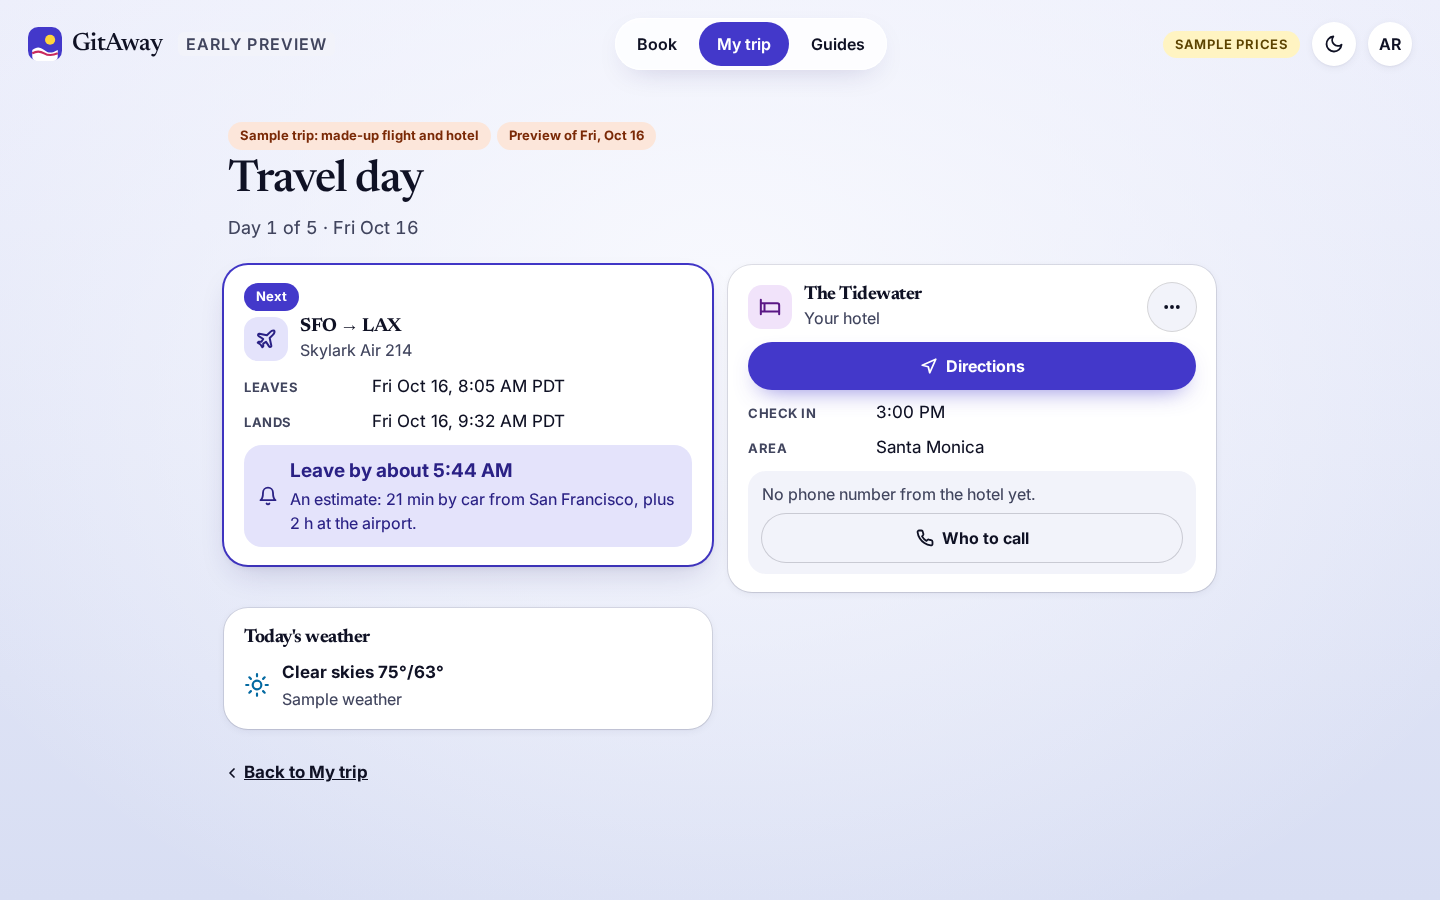 GitAway EARLY PREVIEW
Book
My trip
Guides
SAMPLE PRICES
AR
Sample trip: made-up flight and hotel
Preview of Fri, Oct 16
Travel day
Day 1 of 5 · Fri Oct 16
Next
SFO → LAX
Skylark Air 214
LEAVES Fri Oct 16, 8:05 AM PDT
LANDS Fri Oct 16, 9:32 AM PDT
Leave by about 5:44 AM
An estimate: 21 min by car from San Francisco, plus
2 h at the airport.
The Tidewater
Your hotel
Directions
CHECK IN 3:00 PM
AREA Santa Monica
No phone number from the hotel yet.
Who to call
Today's weather
Clear skies 75°/63°
Sample weather
Back to My trip